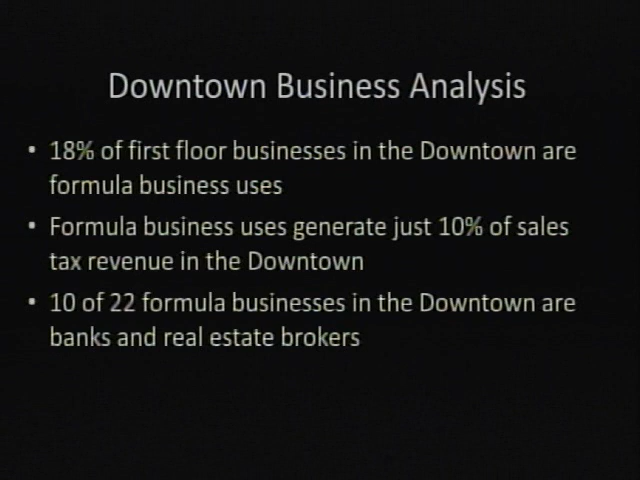 Downtown Business Analysis
• 18% of first floor businesses in the Downtown are
formula business uses
• Formula business uses generate just 10% of sales
tax revenue in the Downtown
• 10 of 22 formula businesses in the Downtown are
banks and real estate brokers